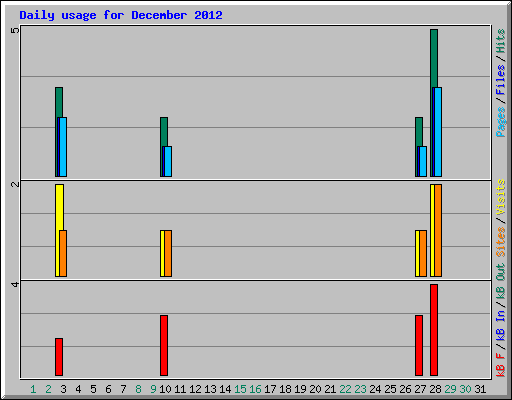 Daily usage for December 2012
5
2
4
Pages/Files/Hits
Sites/Visits
kB F/kB In/kB Out
1 2 3 4 5 6 7 8 9 10 11 12 13 14 15 16 17 18 19 20 21 22 23 24 25 26 27 28 29 30 31